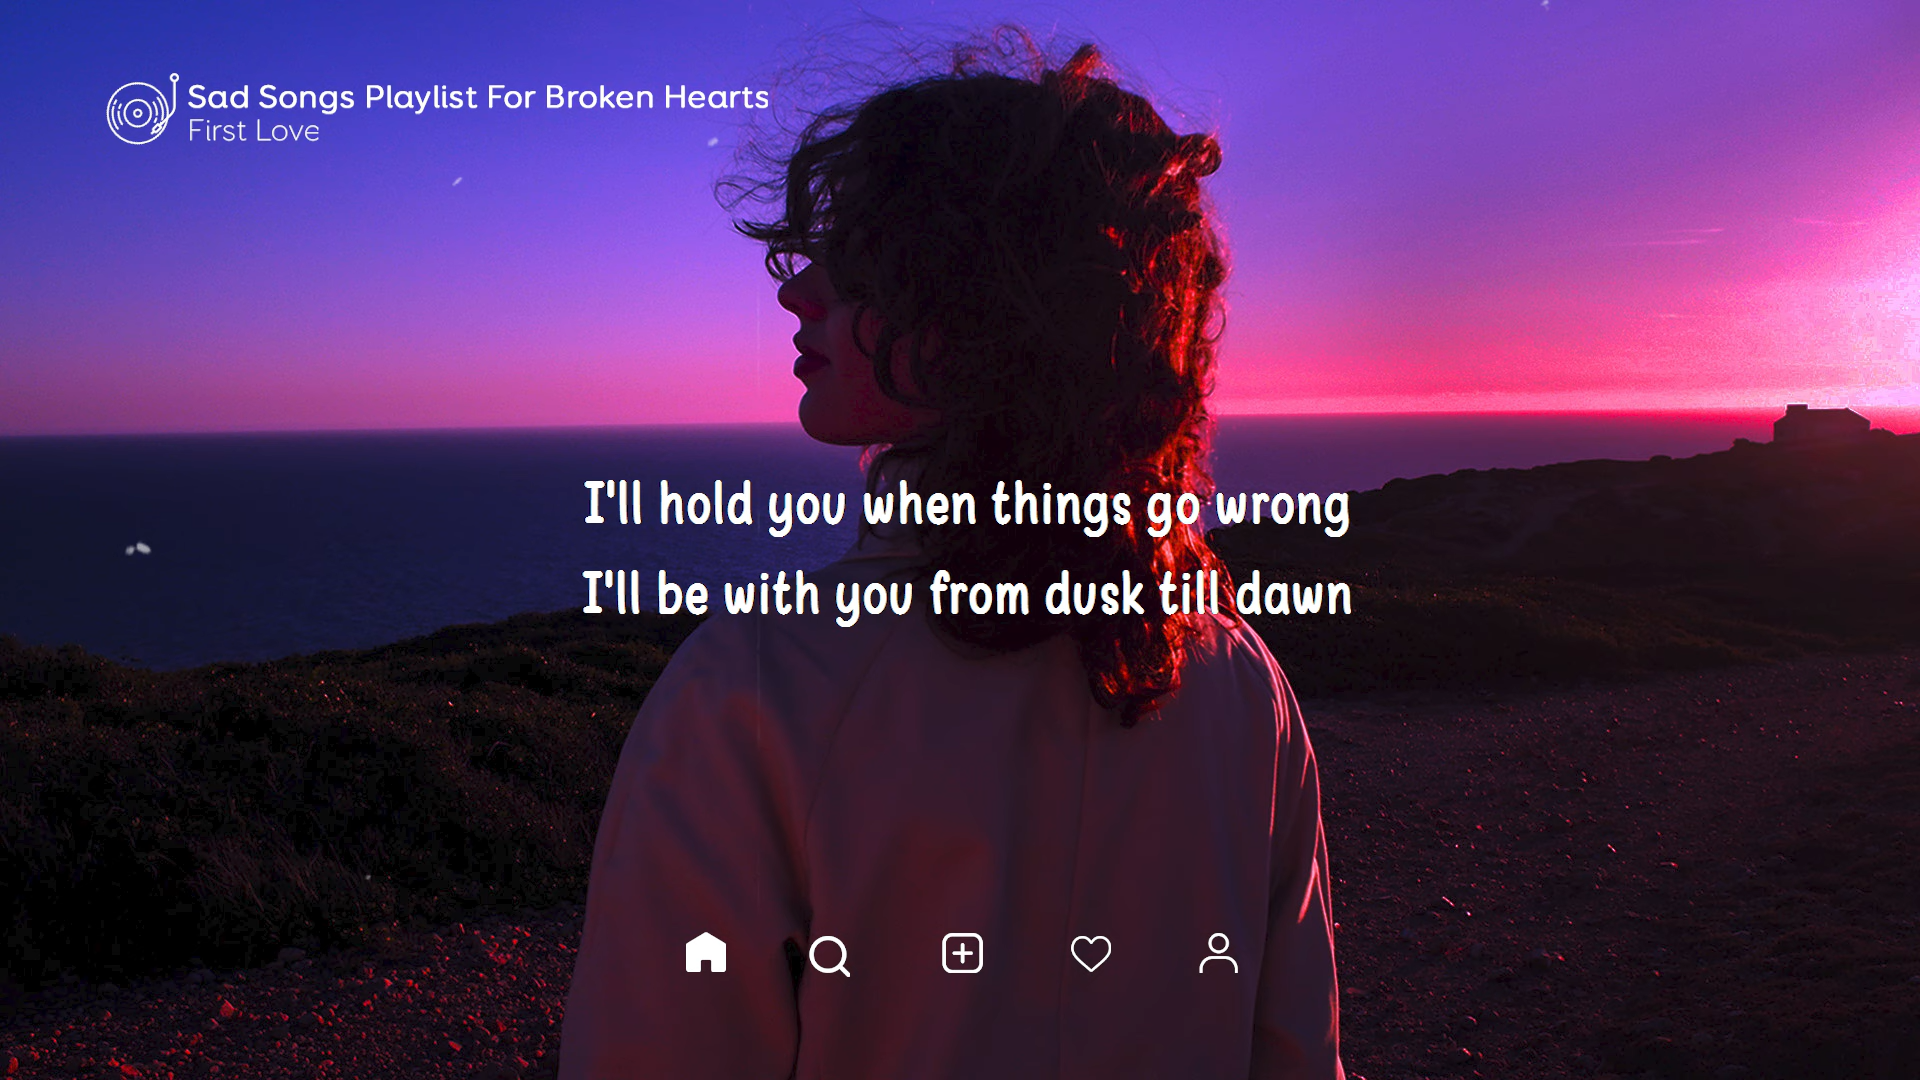 Sad Songs Playlist For Broken Hearts
First Love
I'll hold you when things go wrong
I'll be with you from dusk till dawn